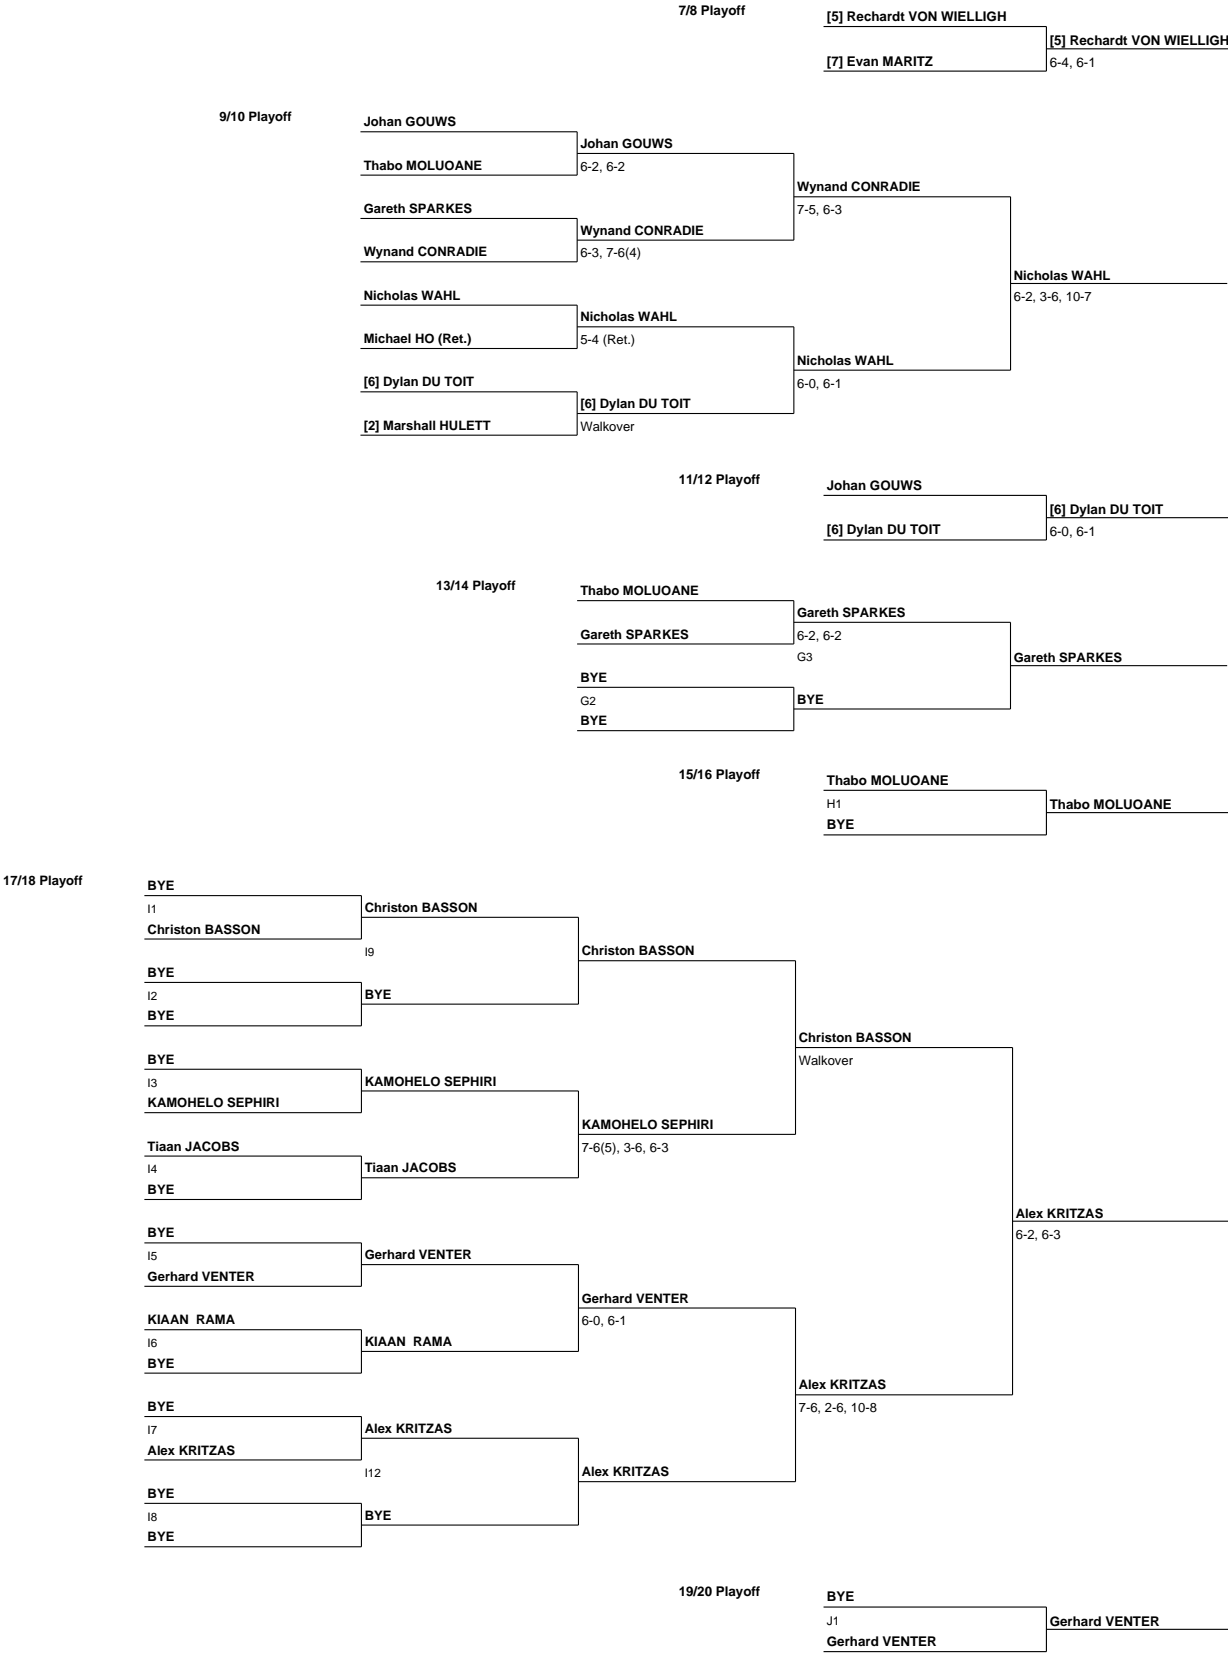 7/8 Playoff
[5] Rechardt VON WIELLIGH
[5] Rechardt VON WIELLIGH
[7] Evan MARITZ
6-4, 6-1
9/10 Playoff
Johan GOUWS
Johan GOUWS
Thabo MOLUOANE
6-2, 6-2
Wynand CONRADIE
Gareth SPARKES
7-5, 6-3
Wynand CONRADIE
Wynand CONRADIE
6-3, 7-6(4)
Nicholas WAHL
Nicholas WAHL
6-2, 3-6, 10-7
Nicholas WAHL
Michael HO (Ret.)
5-4 (Ret.)
Nicholas WAHL
[6] Dylan DU TOIT
6-0, 6-1
[6] Dylan DU TOIT
[2] Marshall HULETT
Walkover
11/12 Playoff
Johan GOUWS
[6] Dylan DU TOIT
[6] Dylan DU TOIT
6-0, 6-1
13/14 Playoff
Thabo MOLUOANE
Gareth SPARKES
Gareth SPARKES
6-2, 6-2
G3
Gareth SPARKES
BYE
G2
BYE
BYE
15/16 Playoff
Thabo MOLUOANE
H1
Thabo MOLUOANE
BYE
17/18 Playoff
BYE
I1
Christon BASSON
Christon BASSON
I9
Christon BASSON
BYE
I2
BYE
BYE
Christon BASSON
Walkover
BYE
I3
KAMOHELO SEPHIRI
KAMOHELO SEPHIRI
KAMOHELO SEPHIRI
7-6(5), 3-6, 6-3
Tiaan JACOBS
I4
Tiaan JACOBS
BYE
Alex KRITZAS
6-2, 6-3
BYE
I5
Gerhard VENTER
Gerhard VENTER
Gerhard VENTER
6-0, 6-1
KIAAN  RAMA
I6
KIAAN  RAMA
BYE
Alex KRITZAS
7-6, 2-6, 10-8
BYE
I7
Alex KRITZAS
Alex KRITZAS
I12
Alex KRITZAS
BYE
I8
BYE
BYE
19/20 Playoff
BYE
J1
Gerhard VENTER
Gerhard VENTER